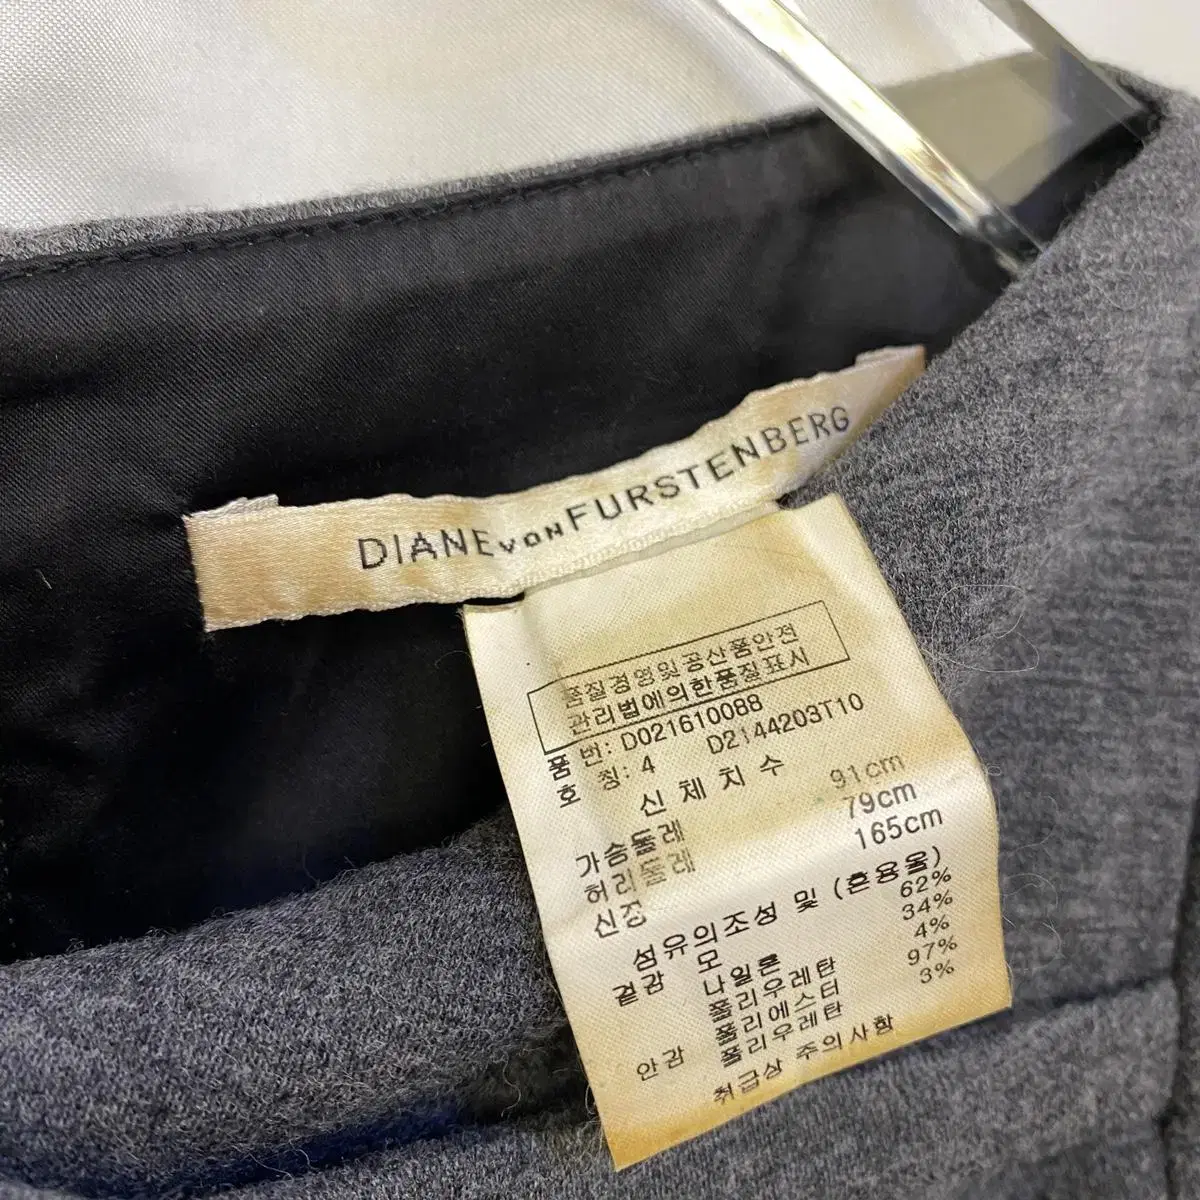 DIANE VON FURSTENBERG
품질경영및공산품안전
관리법에의한품질표시
품 번: D021610088
호 칭: 4 D2144203T10
신 체 치 수
가슴둘레 91cm
허리둘레 79cm
신장 165cm
섬유의조성 및 (혼용율)
겉감 모 62%
나일론 34%
폴리우레탄 4%
안감 폴리에스터 97%
폴리우레탄 3%
취급상 주의사항